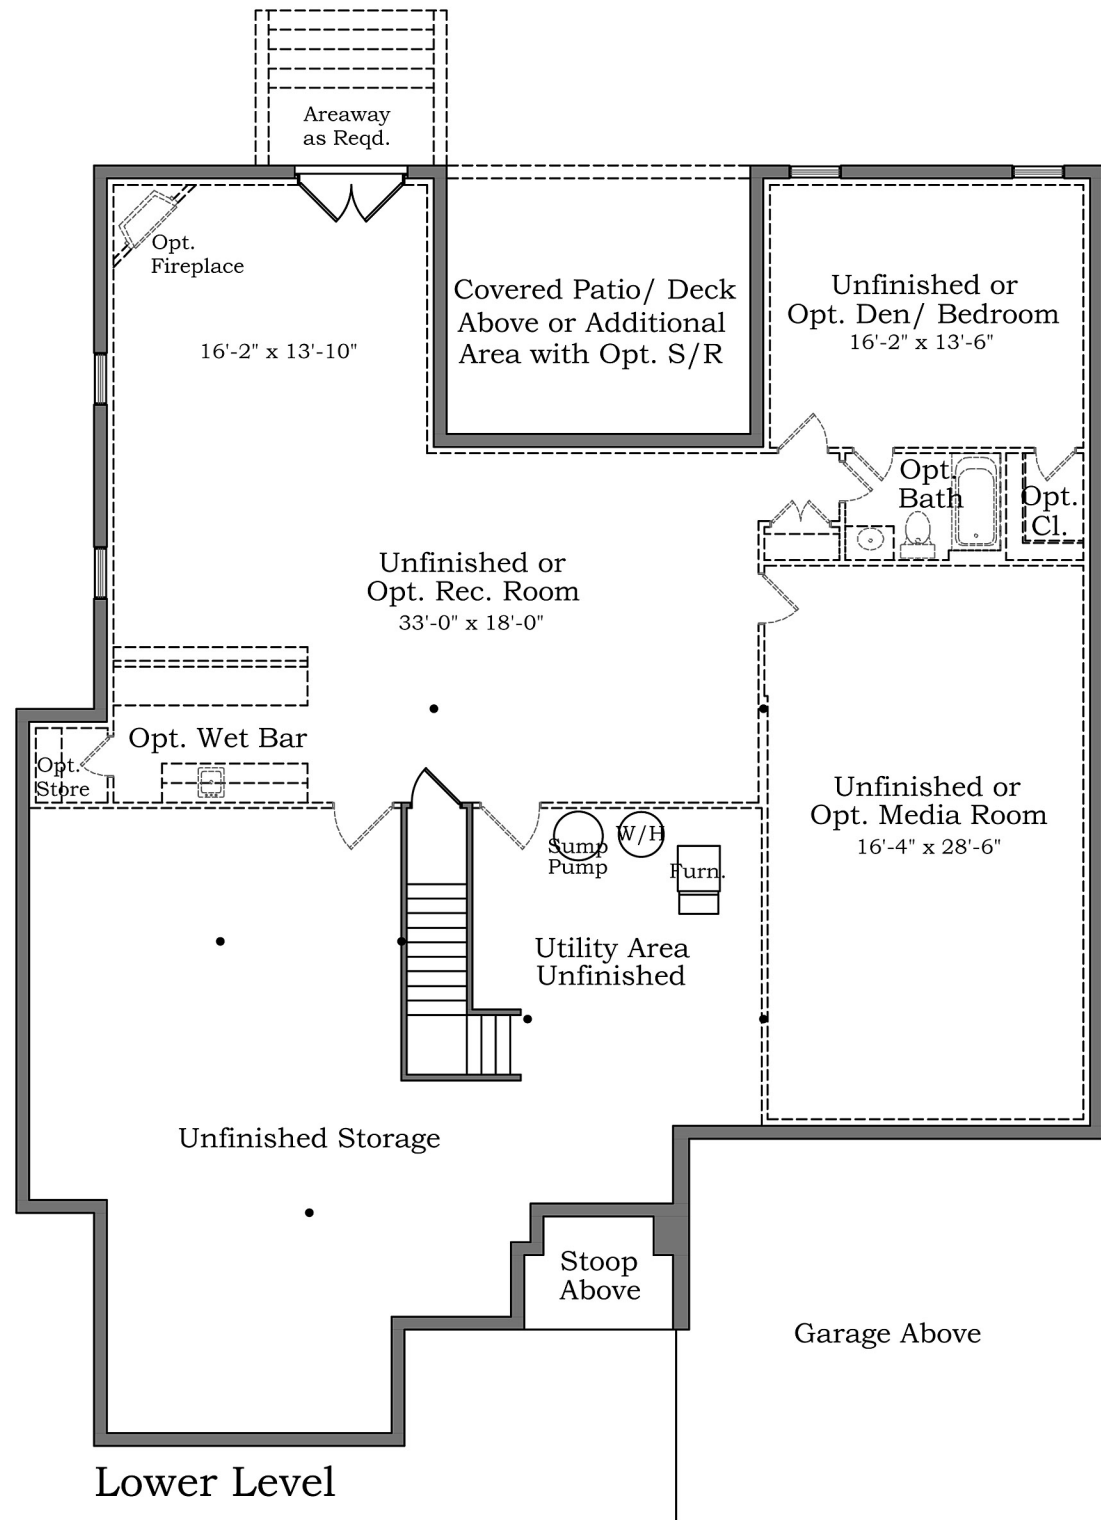 Areaway
as Reqd.
Opt.
Fireplace
16'-2" x 13'-10"
Covered Patio/ Deck
Above or Additional
Area with Opt. S/R
Unfinished or
Opt. Den/ Bedroom
16'-2" x 13'-6"
Opt.
Bath
Opt.
Cl.
Unfinished or
Opt. Rec. Room
33'-0" x 18'-0"
Opt. Wet Bar
Opt.
Store
Unfinished or
Opt. Media Room
16'-4" x 28'-6"
Sump
Pump
W/H
Furn.
Utility Area
Unfinished
Unfinished Storage
Stoop
Above
Garage Above
Lower Level